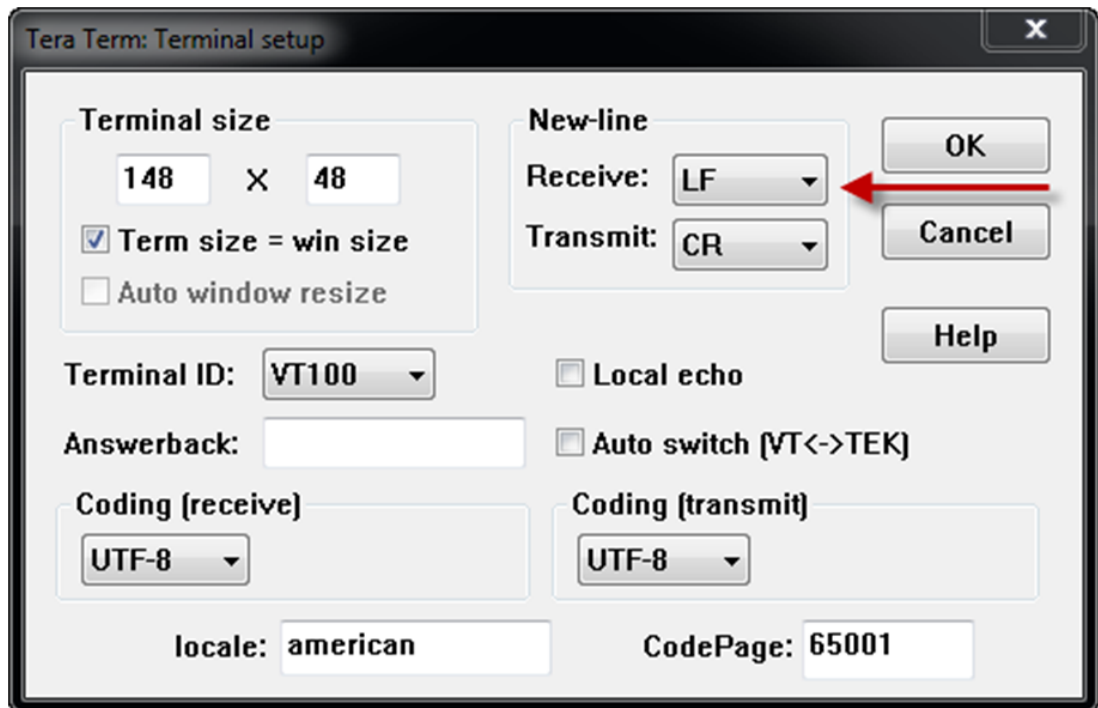 Tera Term: Terminal setup
x
Terminal size
148 X 48
Term size = win size
Auto window resize
New-line
Receive: LF
Transmit: CR
OK
Cancel
Help
Terminal ID: VT100
Local echo
Answerback:
Auto switch (VT<->TEK)
Coding (receive)
UTF-8
Coding (transmit)
UTF-8
locale: american
CodePage: 65001